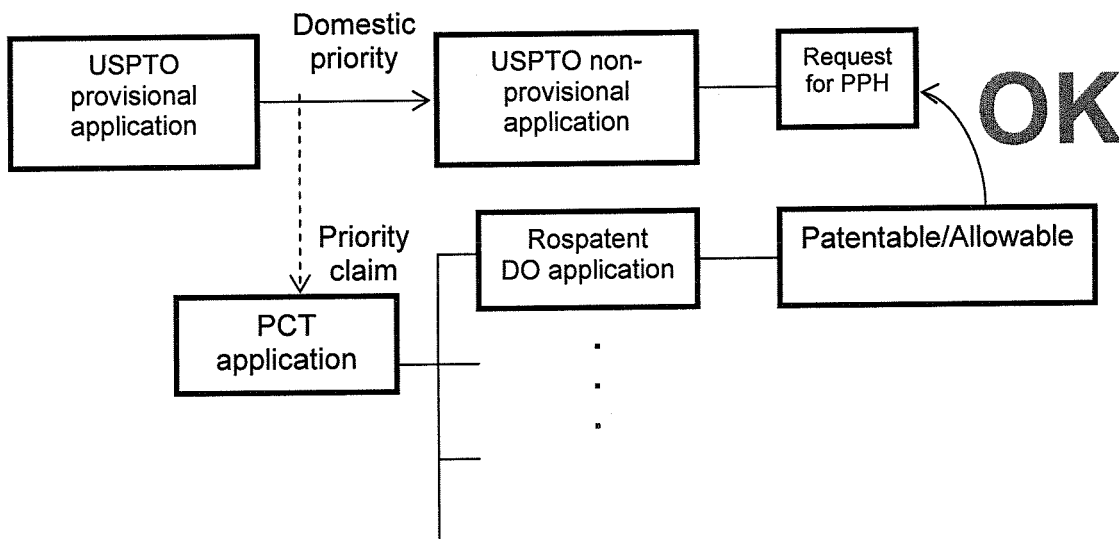 Domestic
priority
USPTO
provisional
application
USPTO non-
provisional
application
Request
for PPH
OK
Priority
claim
Rospatent
DO application
Patentable/Allowable
PCT
application